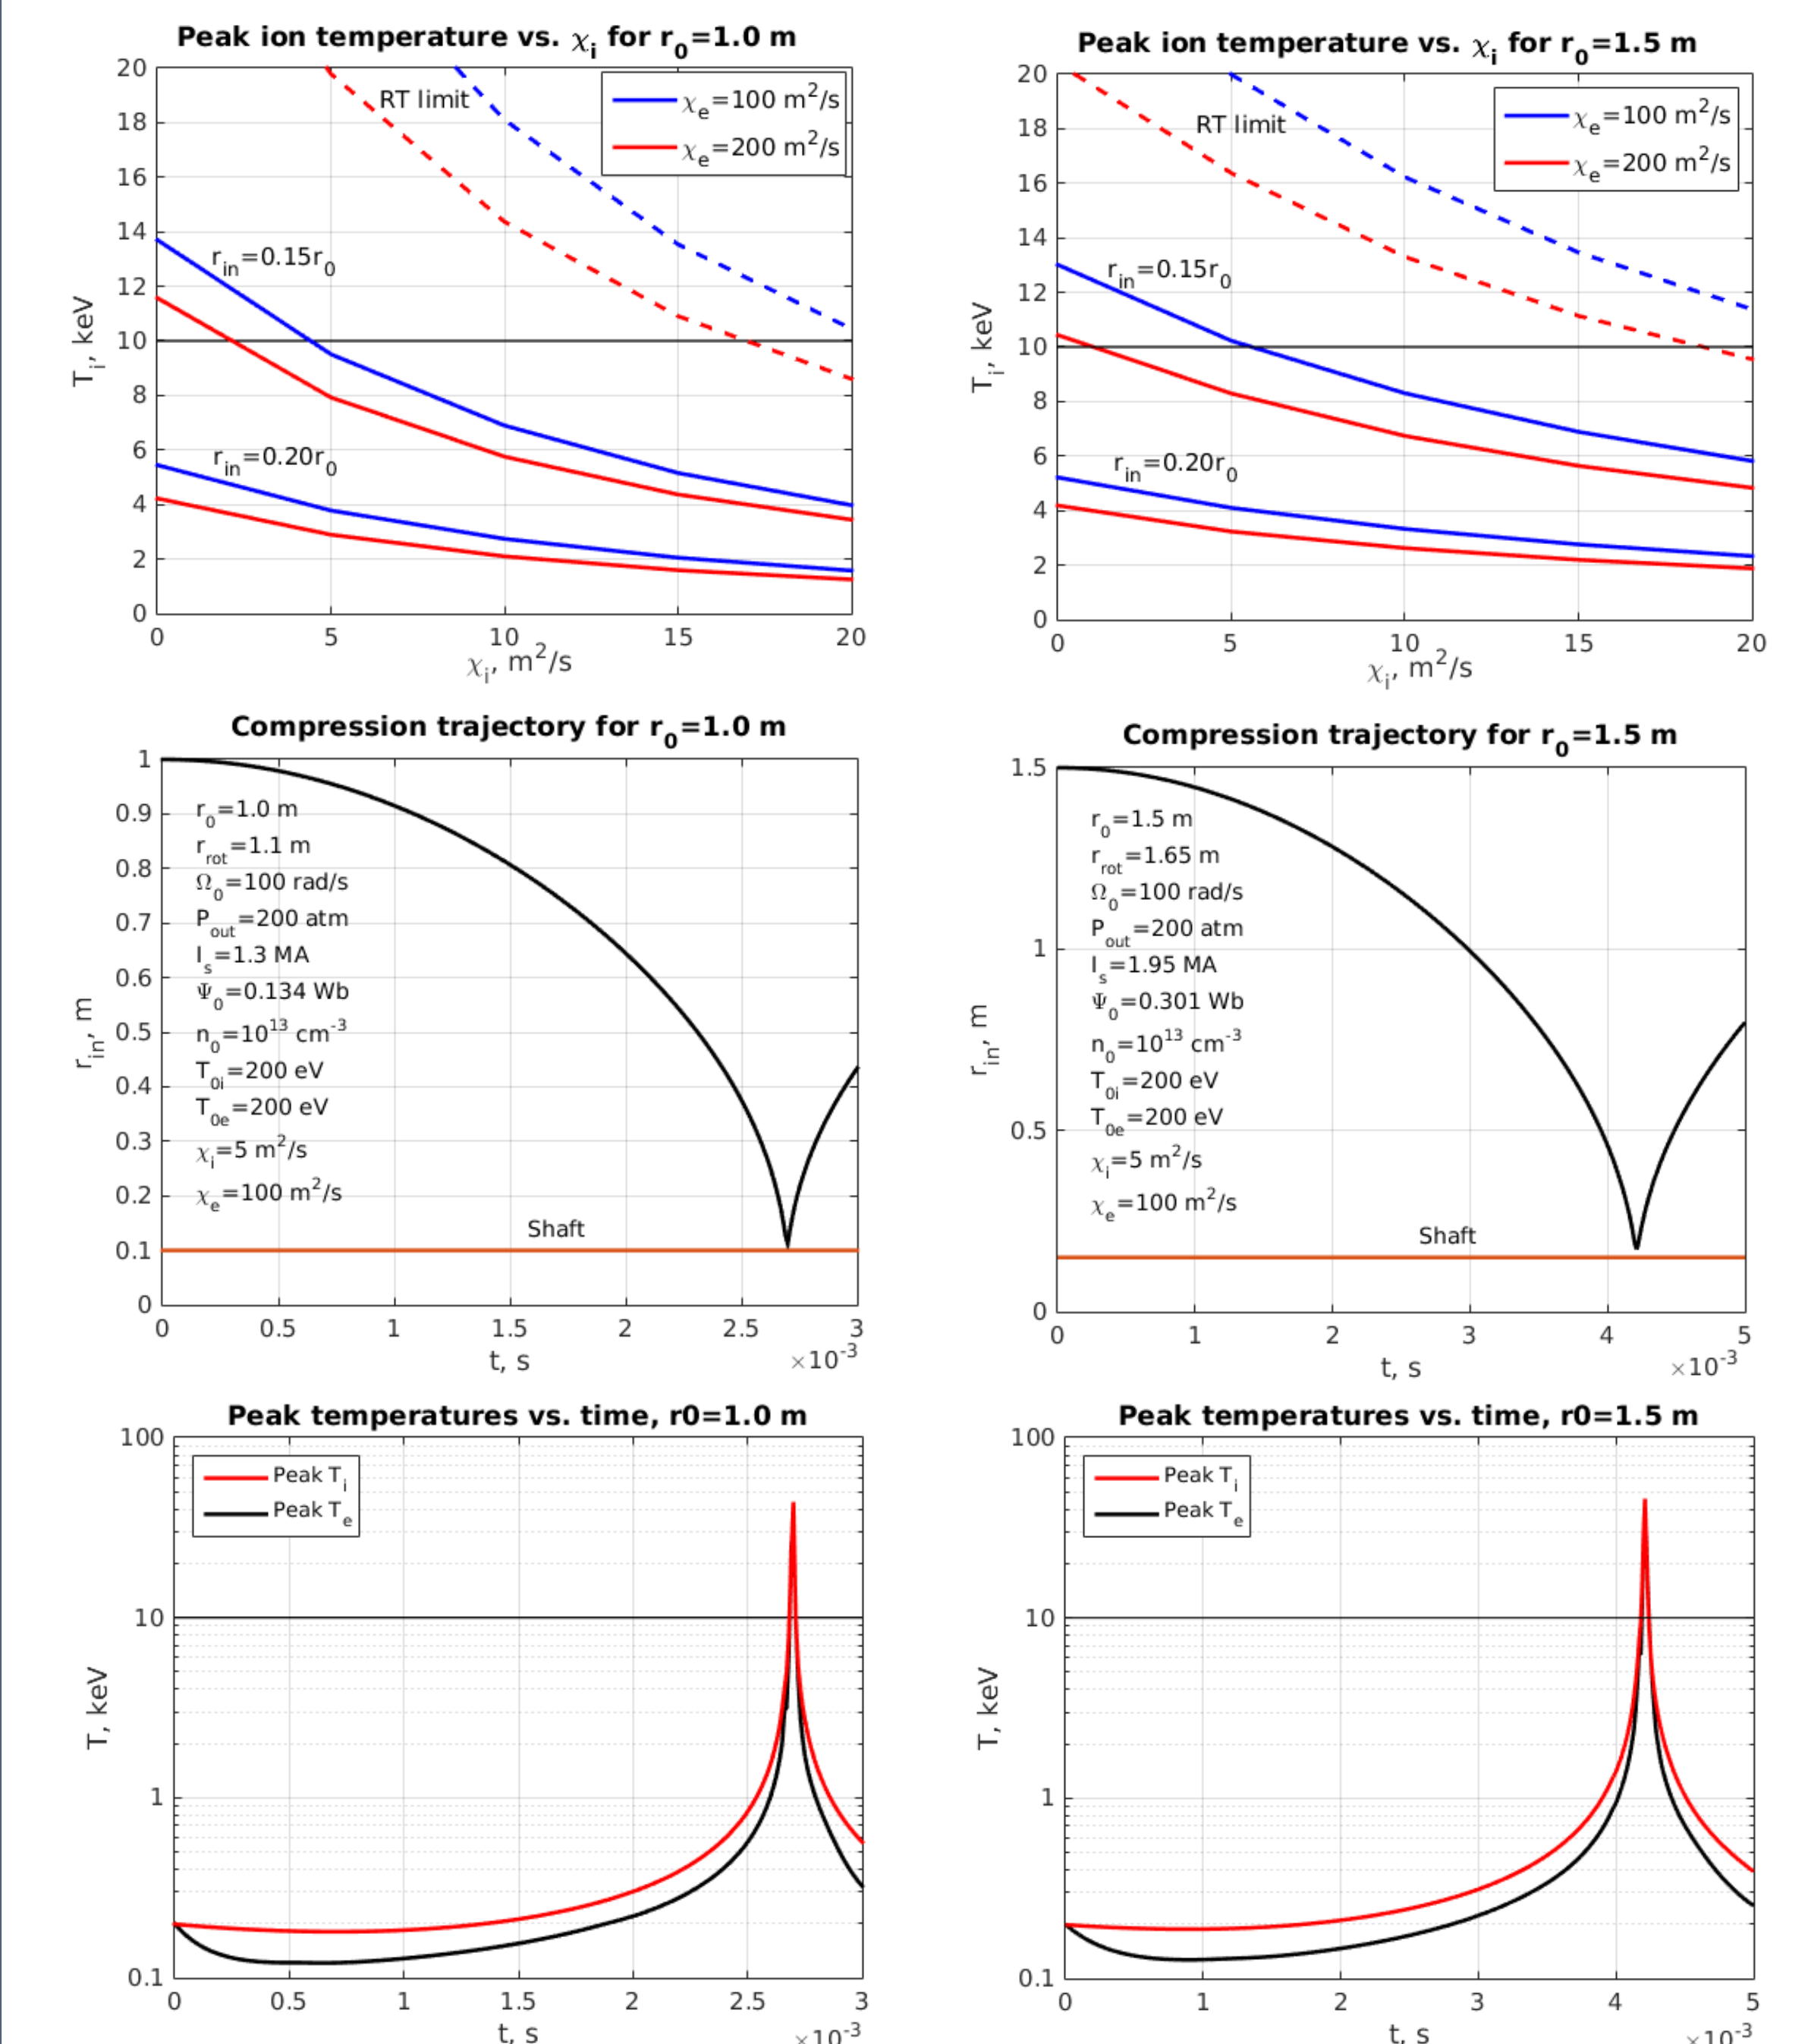 Peak ion temperature vs. χi for r0=1.0 m
20
18
16
14
12
10
8
6
4
2
0
Ti, keV
RT limit
χe=100 m2/s
χe=200 m2/s
rin=0.15r0
rin=0.20r0
0 5 10 15 20
χi, m2/s
Peak ion temperature vs. χi for r0=1.5 m
20
18
16
14
12
10
8
6
4
2
0
Ti, keV
RT limit
χe=100 m2/s
χe=200 m2/s
rin=0.15r0
rin=0.20r0
0 5 10 15 20
χi, m2/s
Compression trajectory for r0=1.0 m
1
0.9
0.8
0.7
0.6
0.5
0.4
0.3
0.2
0.1
0
rin, m
r0=1.0 m
rrot=1.1 m
Ω0=100 rad/s
Pout=200 atm
Is=1.3 MA
Ψ0=0.134 Wb
n0=1013 cm-3
T0i=200 eV
T0e=200 eV
χi=5 m2/s
χe=100 m2/s
Shaft
0 0.5 1 1.5 2 2.5 3
t, s
×10-3
Compression trajectory for r0=1.5 m
1.5
1
0.5
0
rin, m
r0=1.5 m
rrot=1.65 m
Ω0=100 rad/s
Pout=200 atm
Is=1.95 MA
Ψ0=0.301 Wb
n0=1013 cm-3
T0i=200 eV
T0e=200 eV
χi=5 m2/s
χe=100 m2/s
Shaft
0 1 2 3 4 5
t, s
×10-3
Peak temperatures vs. time, r0=1.0 m
100
10
1
0.1
T, keV
Peak Ti
Peak Te
0 0.5 1 1.5 2 2.5 3
t, s
×10-3
Peak temperatures vs. time, r0=1.5 m
100
10
1
0.1
T, keV
Peak Ti
Peak Te
0 1 2 3 4 5
t, s
×10-3